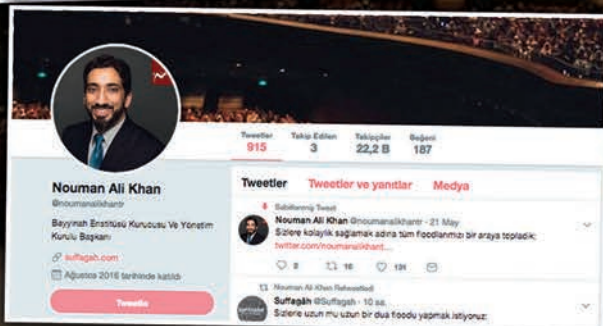 Tweetler Takip Edilen Takipçiler Beğeni
915 3 22,2 B 187
Nouman Ali Khan
@noumanalikhantr
Bayyinah Enstitüsü Kurucusu Ve Yönetim
Kurulu Başkanı
suffagah.com
Ağustos 2016 tarihinde katıldı
Tweetle
Tweetler Tweetler ve yanıtlar Medya
Sabitlenmiş Tweet
Nouman Ali Khan @noumanalikhantr · 21 May
Sizlere kolaylık sağlamak adına tüm floodlarımızı bir araya topladık;
twitter.com/noumanalikhant...
2 16 131
Nouman Ali Khan Retweetledi
Suffagâh @Suffagah · 10 sa.
Sizlerle uzun mu uzun bir dua floodu yapmak istiyoruz: